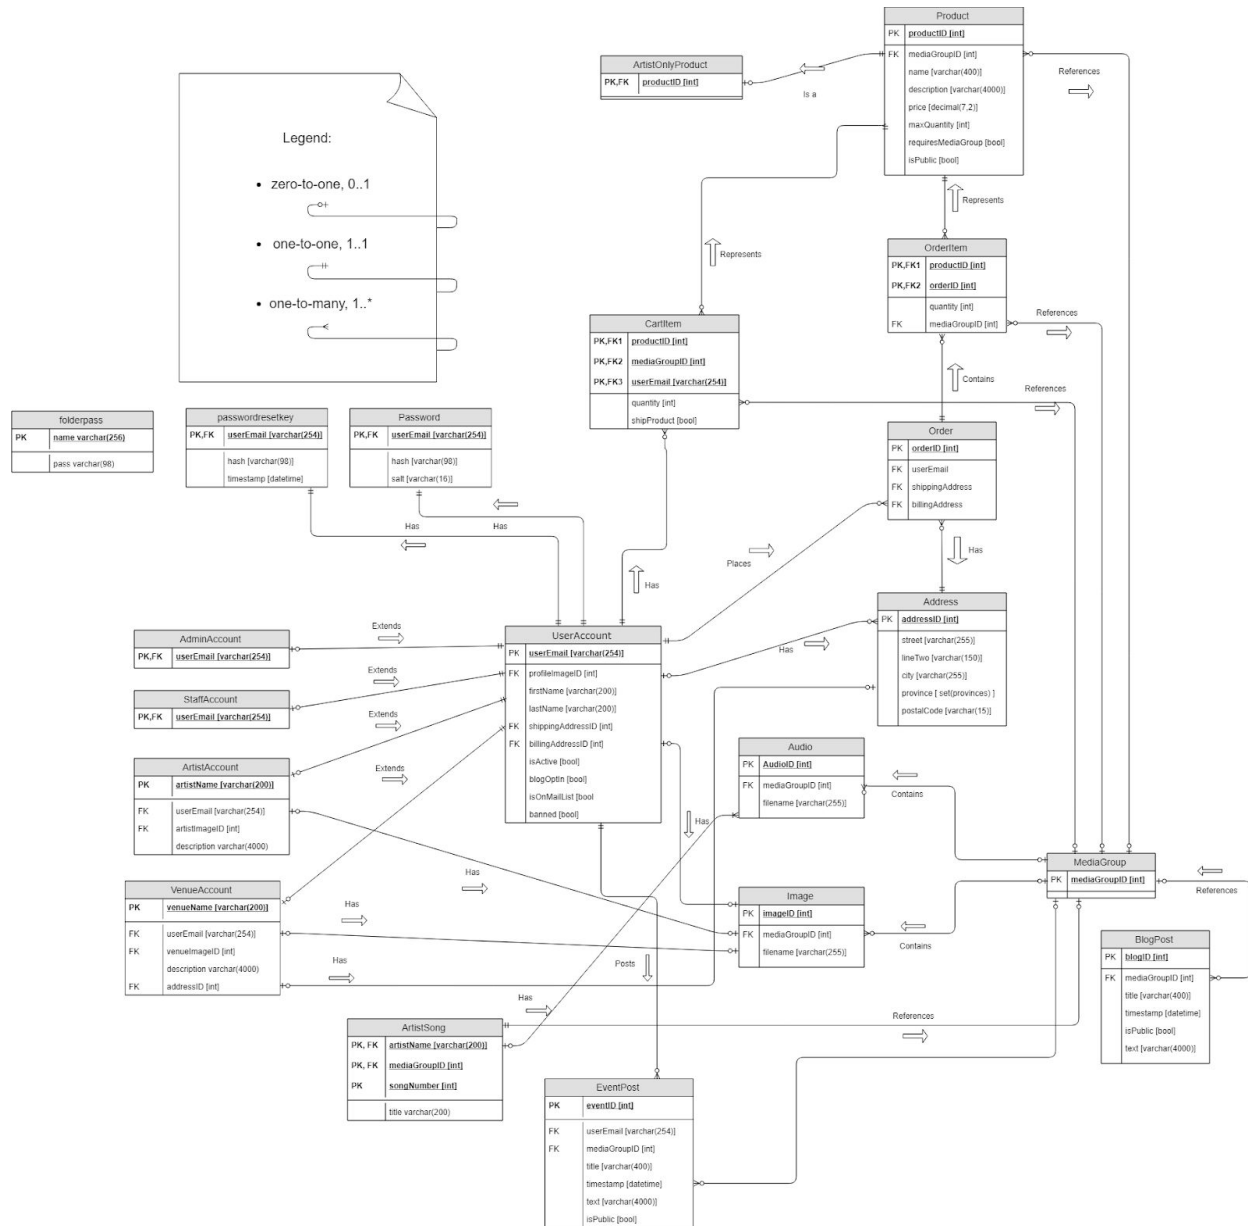 Product
PK productID [int]
FK mediaGroupID [int]
name [varchar(400)]
description [varchar(4000)]
price [decimal(7,2)]
maxQuantity [int]
requiresMediaGroup [bool]
isPublic [bool]
References
ArtistOnlyProduct
PK,FK productID [int]
Is a
Legend:
• zero-to-one, 0..1
• one-to-one, 1..1
• one-to-many, 1..*
Represents
Represents
OrderItem
PK,FK1 productID [int]
PK,FK2 orderID [int]
quantity [int]
FK mediaGroupID [int]
References
CartItem
PK,FK1 productID [int]
PK,FK2 mediaGroupID [int]
PK,FK3 userEmail [varchar(254)]
quantity [int]
shipProduct [bool]
Contains
References
folderpass
PK name varchar(256)
pass varchar(98)
passwordresetkey
PK,FK userEmail [varchar(254)]
hash [varchar(98)]
timestamp [datetime]
Password
PK,FK userEmail [varchar(254)]
hash [varchar(98)]
salt [varchar(16)]
Order
PK orderID [int]
FK userEmail
FK shippingAddress
FK billingAddress
Has
Has
Has
Places
Has
Address
PK addressID [int]
street [varchar(255)]
lineTwo [varchar(150)]
city [varchar(255)]
province [ set(provinces) ]
postalCode [varchar(15)]
Has
UserAccount
PK userEmail [varchar(254)]
FK profileImageID [int]
firstName [varchar(200)]
lastName [varchar(200)]
FK shippingAddressID [int]
FK billingAddressID [int]
isActive [bool]
blogOptIn [bool]
isOnMailList [bool
banned [bool]
AdminAccount
PK,FK userEmail [varchar(254)]
Extends
StaffAccount
PK,FK userEmail [varchar(254)]
Extends
Extends
ArtistAccount
PK artistName [varchar(200)]
FK userEmail [varchar(254)]
FK artistImageID [int]
description varchar(4000)
Extends
Audio
PK AudioID [int]
FK mediaGroupID [int]
filename [varchar(255)]
Contains
Has
Has
VenueAccount
PK venueName [varchar(200)]
FK userEmail [varchar(254)]
FK venueImageID [int]
description varchar(4000)
FK addressID [int]
Has
Has
Image
PK imageID [int]
FK mediaGroupID [int]
filename [varchar(255)]
Contains
MediaGroup
PK mediaGroupID [int]
References
BlogPost
PK blogID [int]
FK mediaGroupID [int]
title [varchar(400)]
timestamp [datetime]
isPublic [bool]
text [varchar(4000)]
Posts
Has
References
ArtistSong
PK, FK artistName [varchar(200)]
PK, FK mediaGroupID [int]
PK songNumber [int]
title varchar(200)
EventPost
PK eventID [int]
FK userEmail [varchar(254)]
FK mediaGroupID [int]
title [varchar(400)]
timestamp [datetime]
text [varchar(4000)]
isPublic [bool]